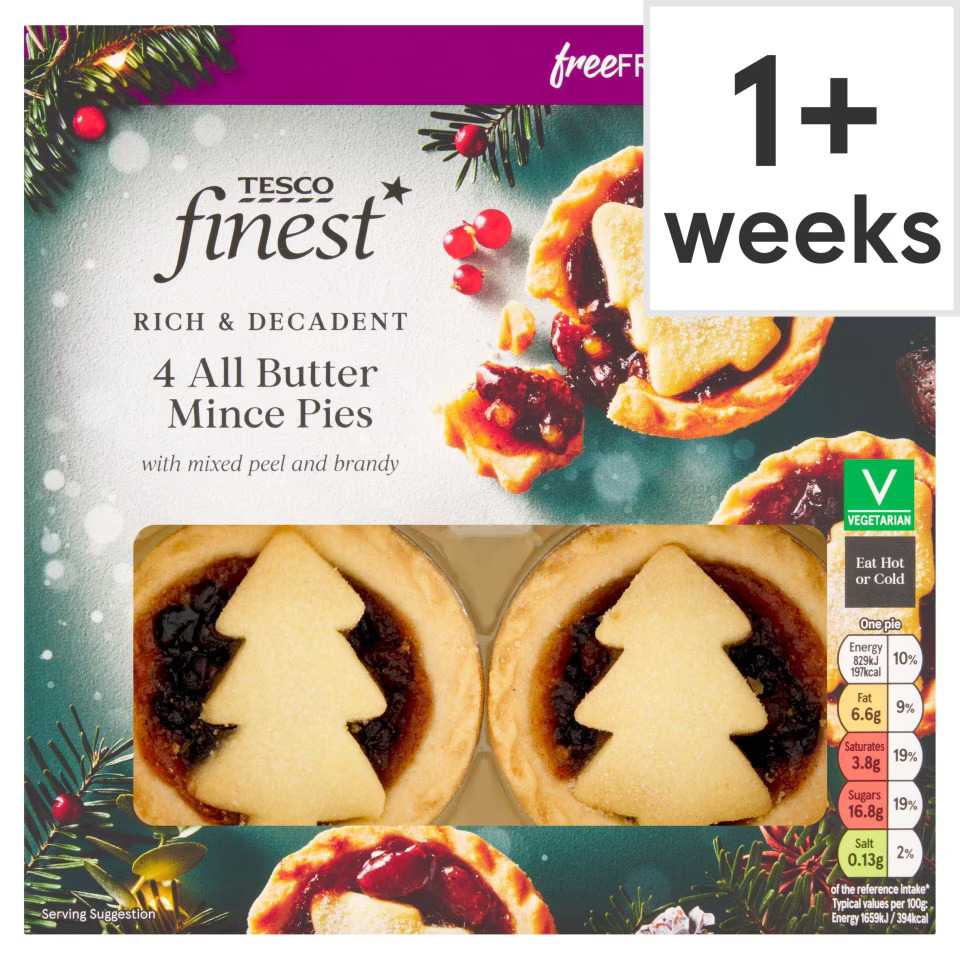 free
1+
weeks
TESCO
finest
RICH & DECADENT
4 All Butter
Mince Pies
with mixed peel and brandy
V
VEGETARIAN
Eat Hot
or Cold
One pie
Energy
829kJ
197kcal
10%
Fat
6.6g
9%
Saturates
3.8g
19%
Sugars
16.8g
19%
Salt
0.13g
2%
of the reference intake*
Typical values per 100g:
Energy 1659kJ / 394kcal
Serving Suggestion